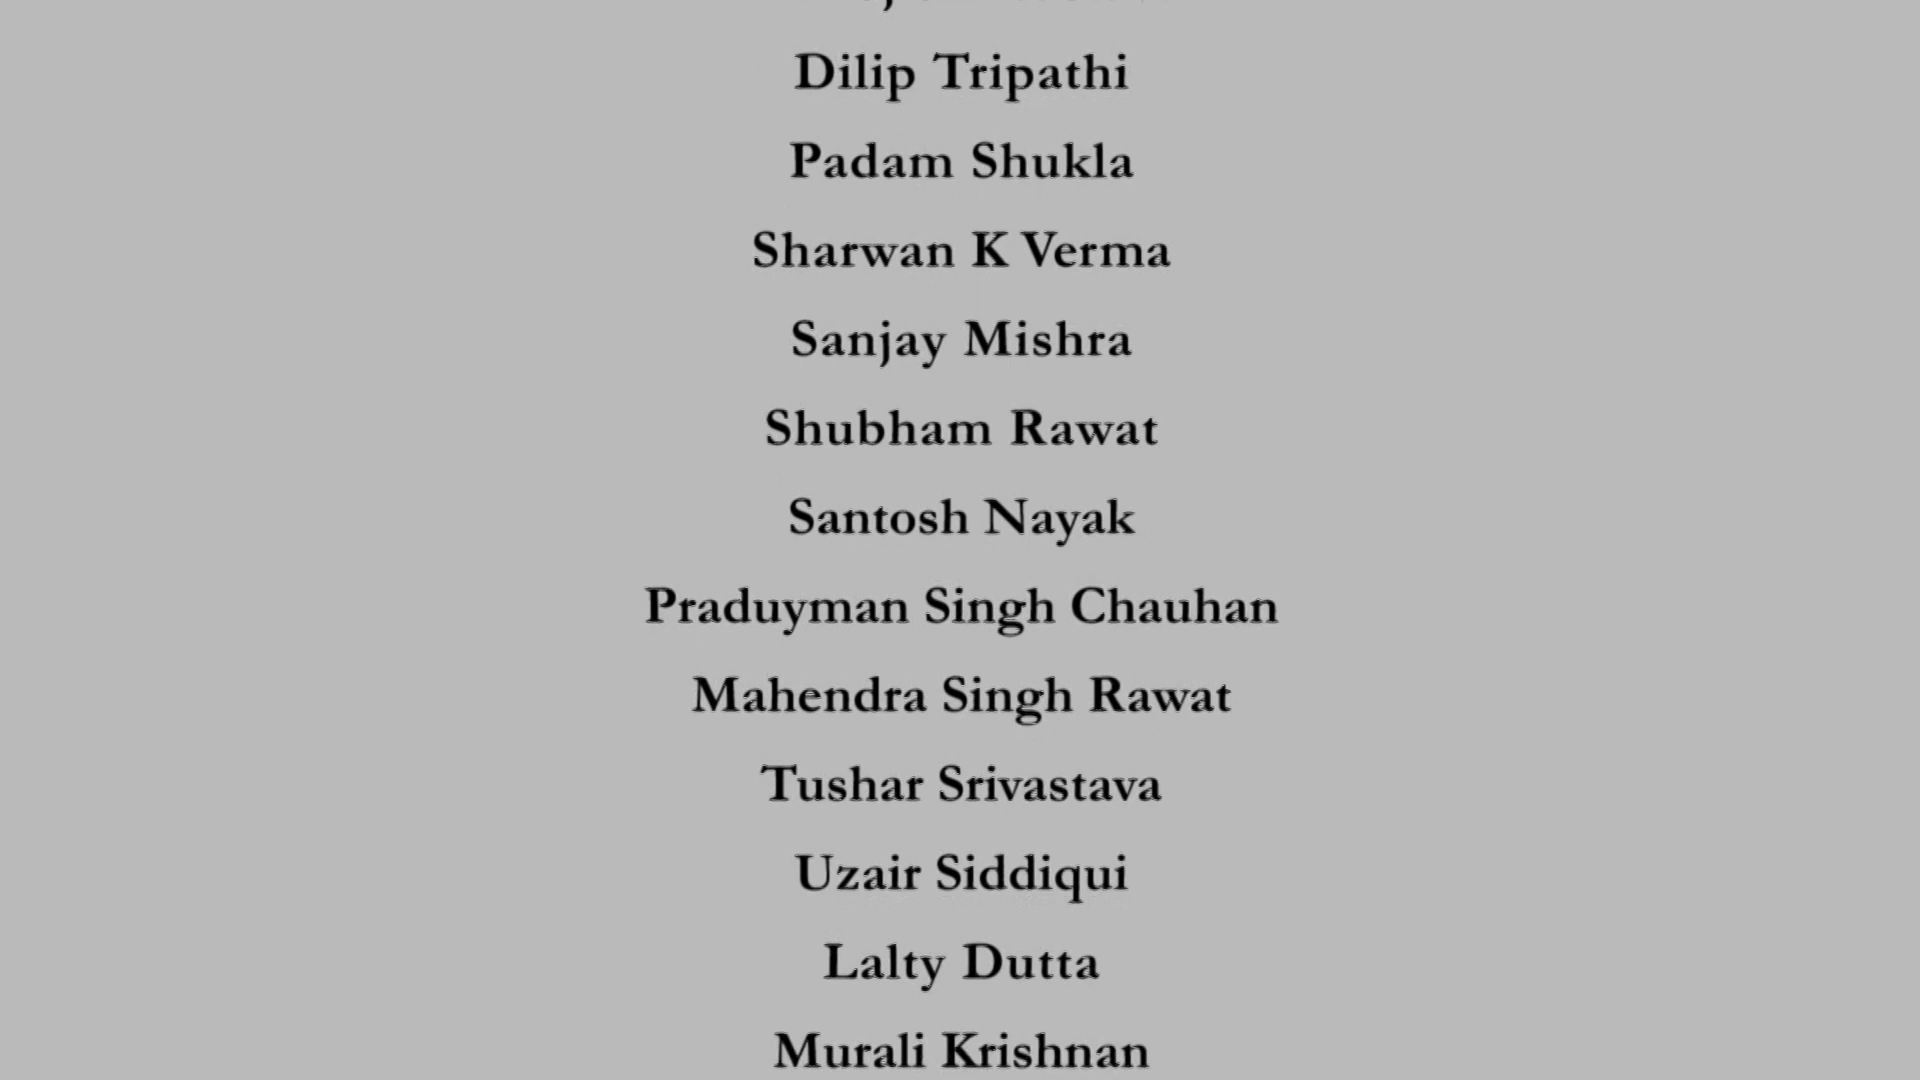 Dilip Tripathi
Padam Shukla
Sharwan K Verma
Sanjay Mishra
Shubham Rawat
Santosh Nayak
Praduyman Singh Chauhan
Mahendra Singh Rawat
Tushar Srivastava
Uzair Siddiqui
Lalty Dutta
Murali Krishnan